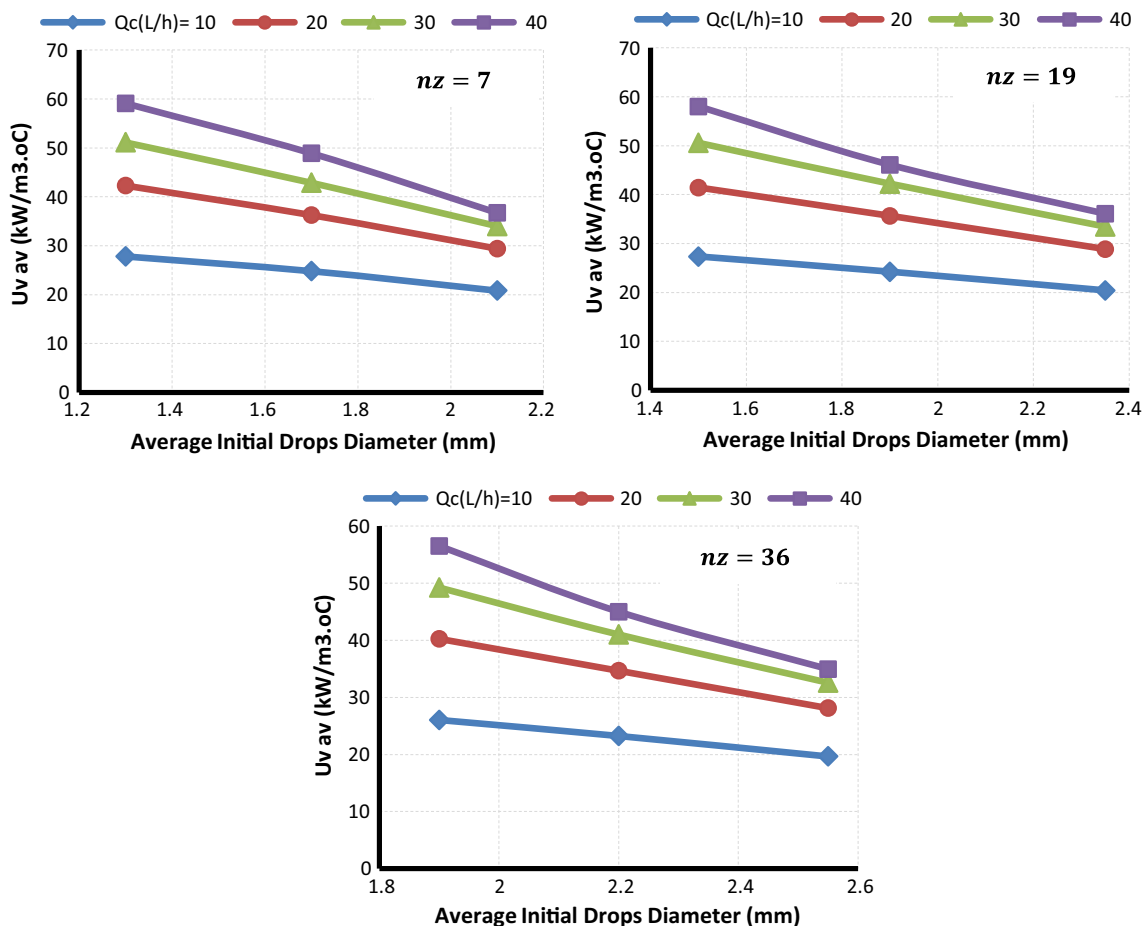 Qc(L/h)= 10 20 30 40
nz = 7
Uv av (kW/m3.oC)
70
60
50
40
30
20
10
0
1.2 1.4 1.6 1.8 2 2.2
Average Initial Drops Diameter (mm)
Qc(L/h)= 10 20 30 40
nz = 19
Uv av (kW/m3.oC)
70
60
50
40
30
20
10
0
1.4 1.6 1.8 2 2.2 2.4
Average Initial Drops Diameter (mm)
Qc(L/h)=10 20 30 40
nz = 36
Uv av (kW/m3.oC)
60
50
40
30
20
10
0
1.8 2 2.2 2.4 2.6
Average Initial Drops Diameter (mm)